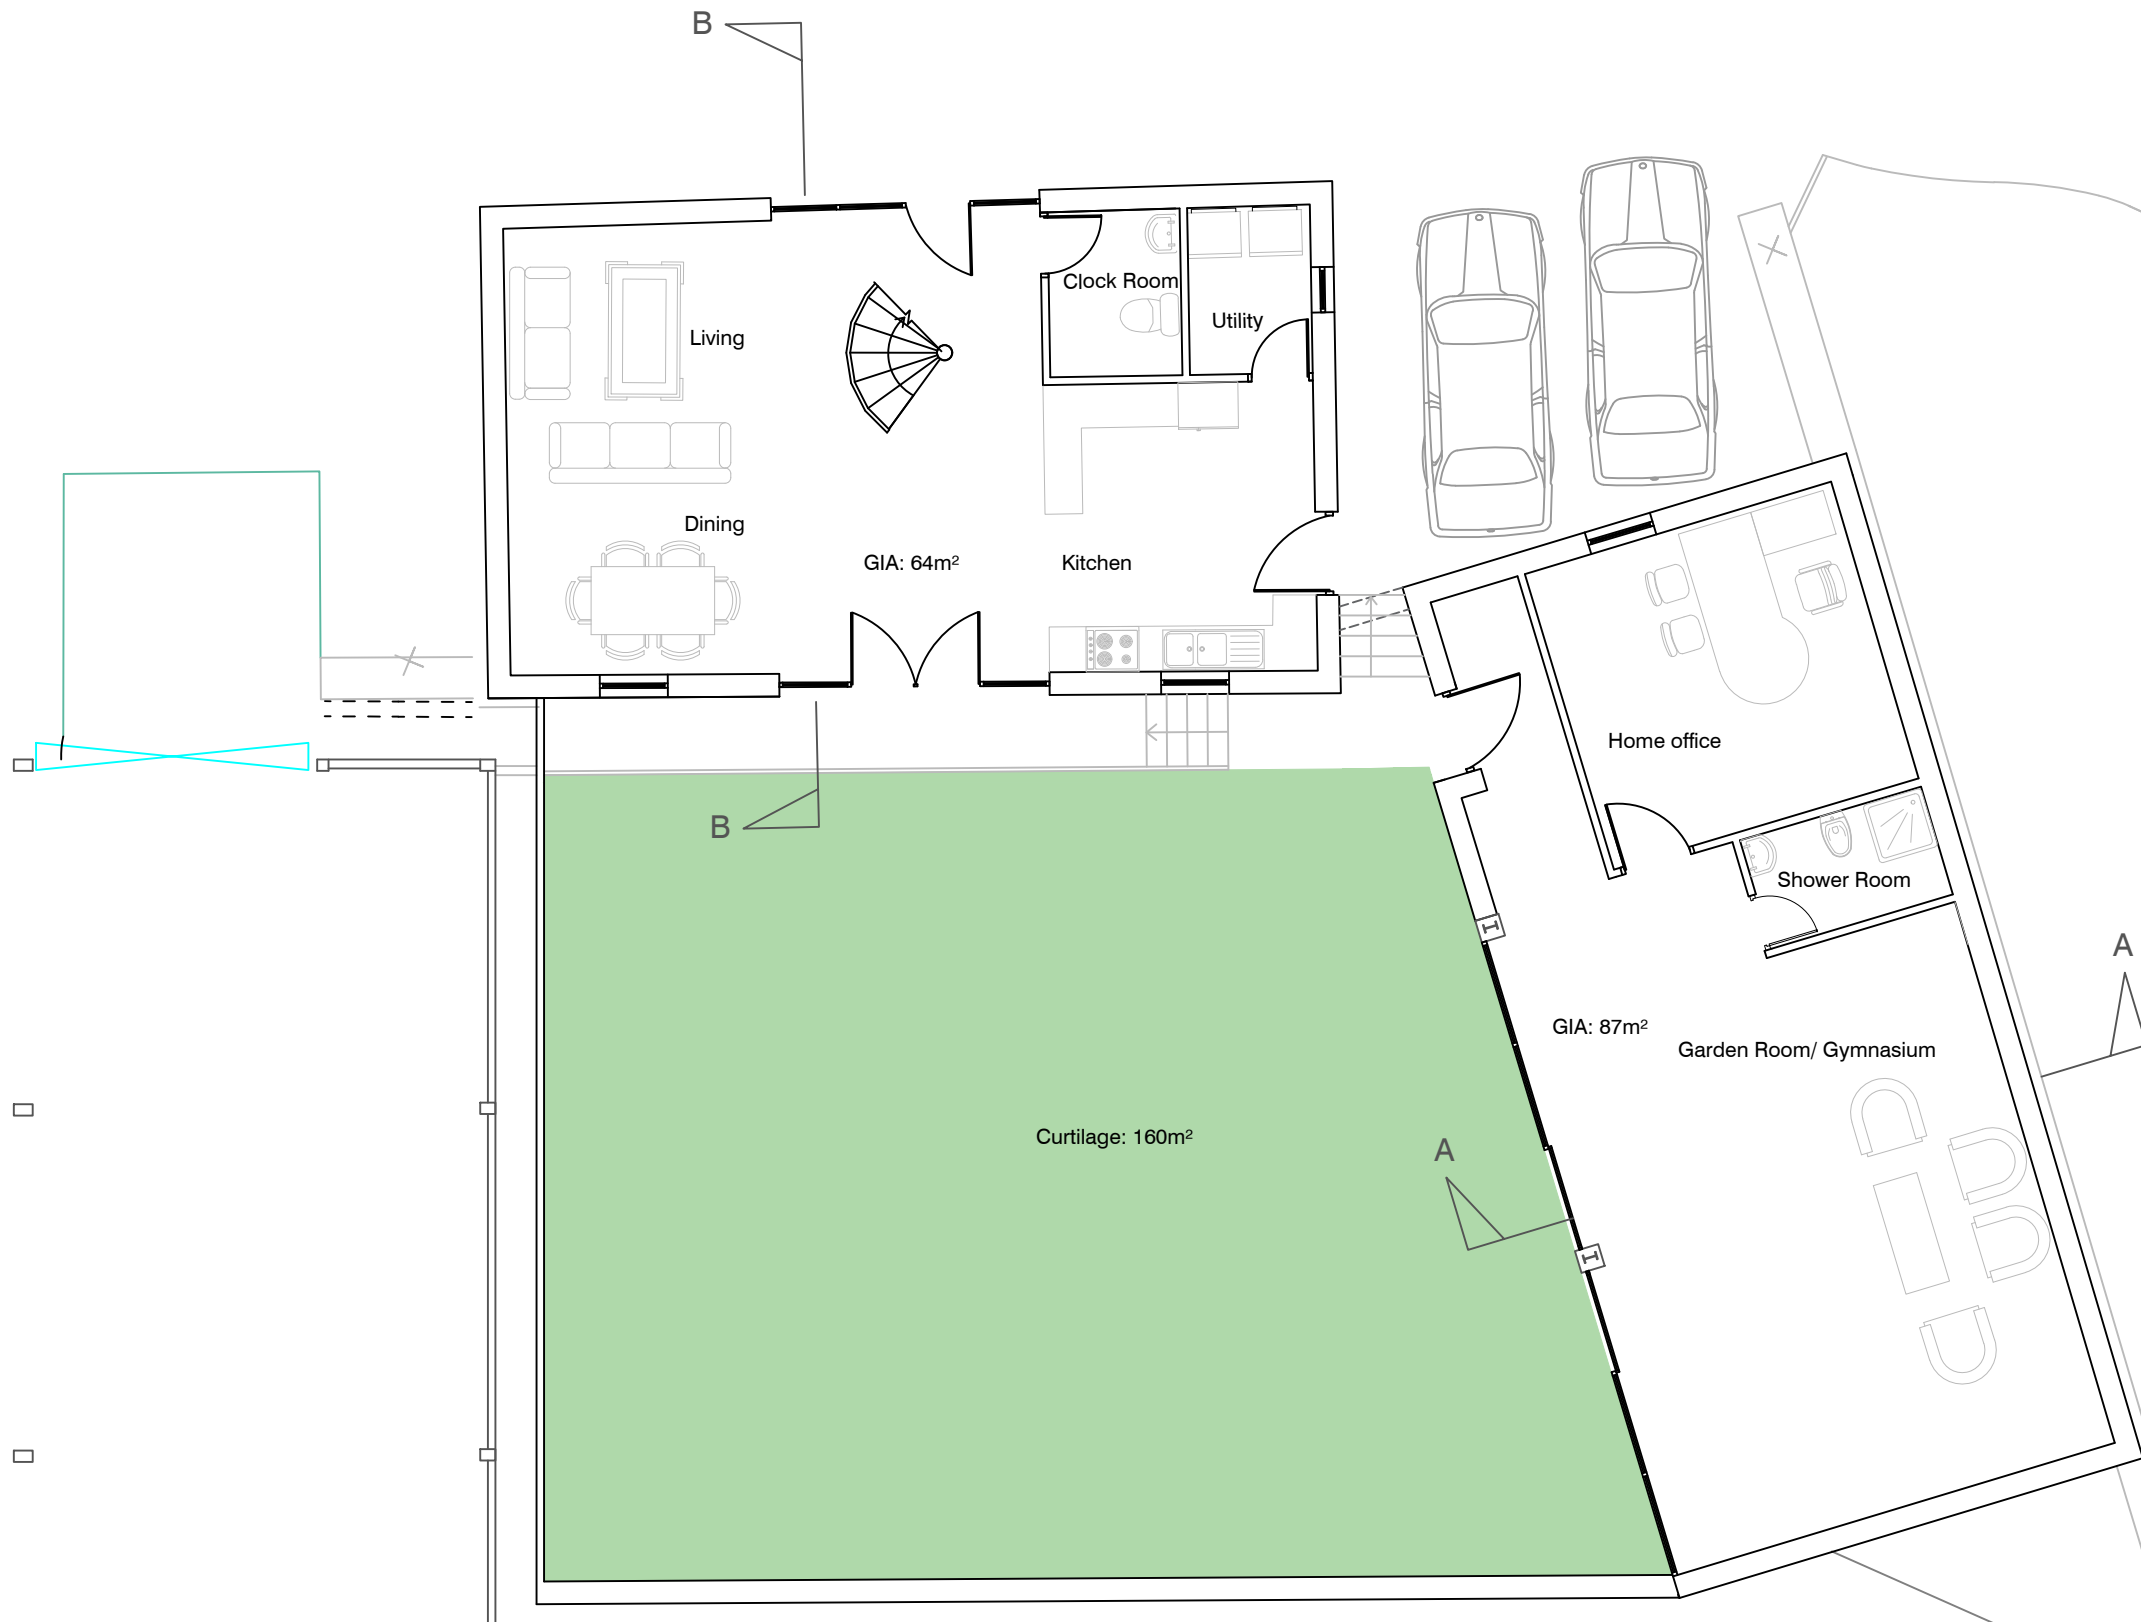 B
Clock Room
Utility
Living
Dining
GIA: 64m²
Kitchen
Home office
B
Shower Room
A
GIA: 87m²
Garden Room/ Gymnasium
Curtilage: 160m²
A